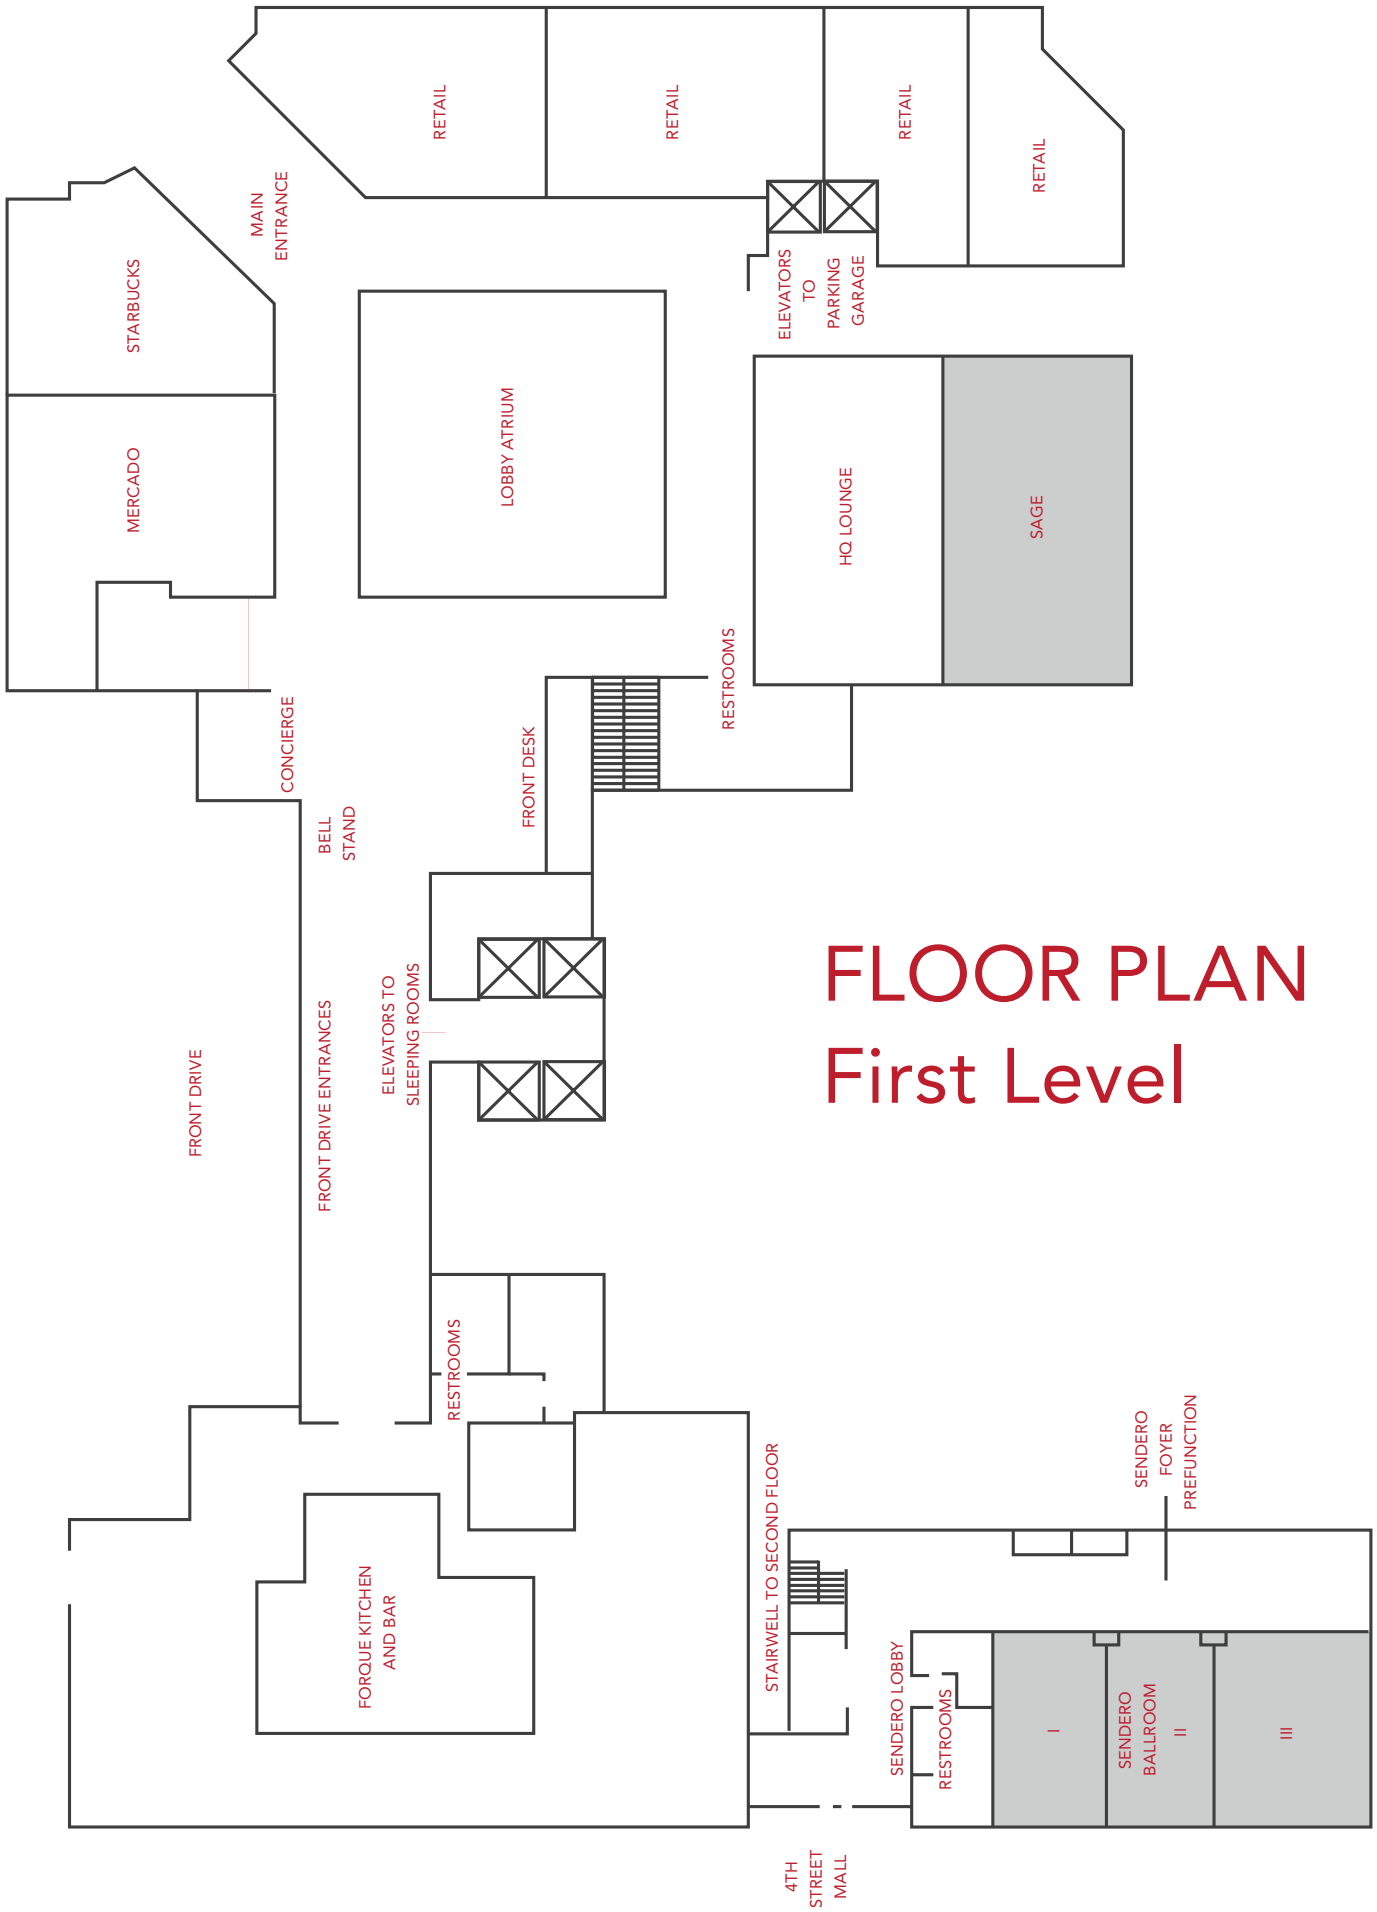 RETAIL
RETAIL
RETAIL
RETAIL
MAIN
ENTRANCE
STARBUCKS
ELEVATORS
TO
PARKING
GARAGE
MERCADO
LOBBY ATRIUM
HQ LOUNGE
SAGE
RESTROOMS
CONCIERGE
FRONT DESK
BELL
STAND
FLOOR PLAN
First Level
ELEVATORS TO
SLEEPING ROOMS
FRONT DRIVE
FRONT DRIVE ENTRANCES
RESTROOMS
FORQUE KITCHEN
AND BAR
STAIRWELL TO SECOND FLOOR
SENDERO
FOYER
PREFUNCTION
SENDERO LOBBY
RESTROOMS
I
SENDERO
BALLROOM
II
III
4TH
STREET
MALL